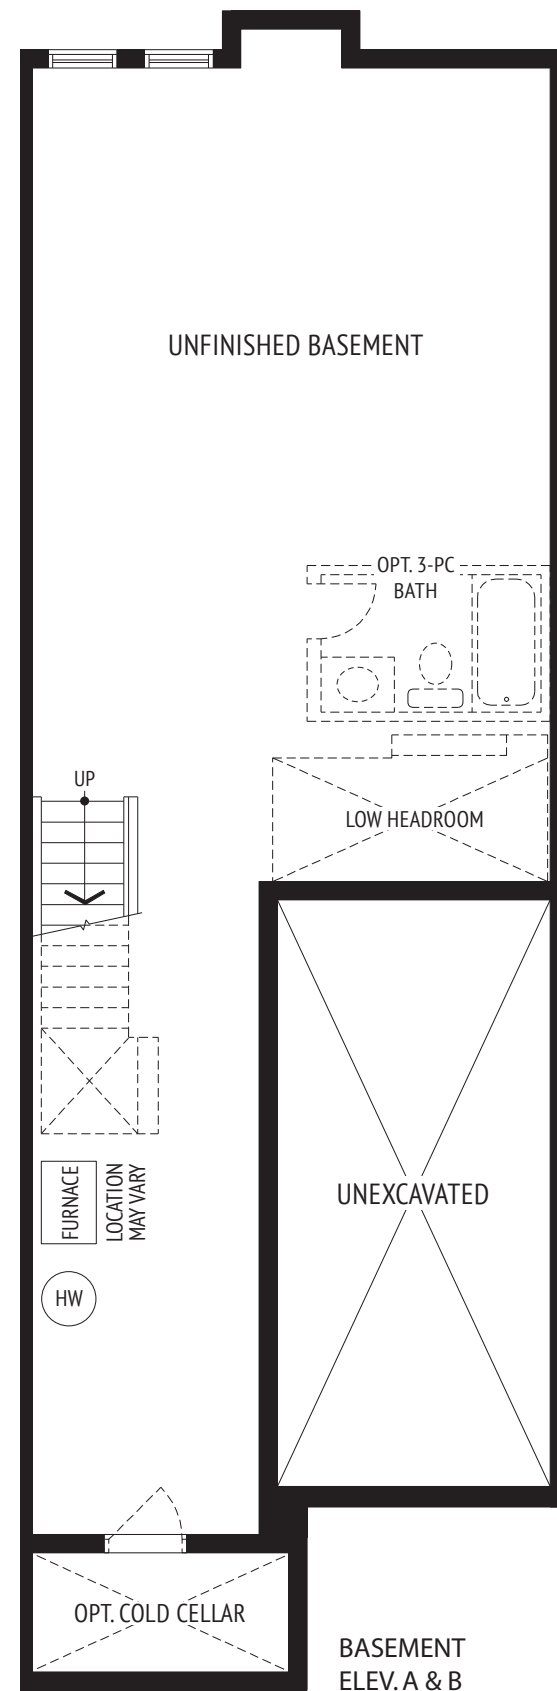 UNFINISHED BASEMENT
OPT. 3-PC
BATH
UP
LOW HEADROOM
FURNACE
LOCATION
MAY VARY
UNEXCAVATED
HW
OPT. COLD CELLAR
BASEMENT
ELEV. A & B